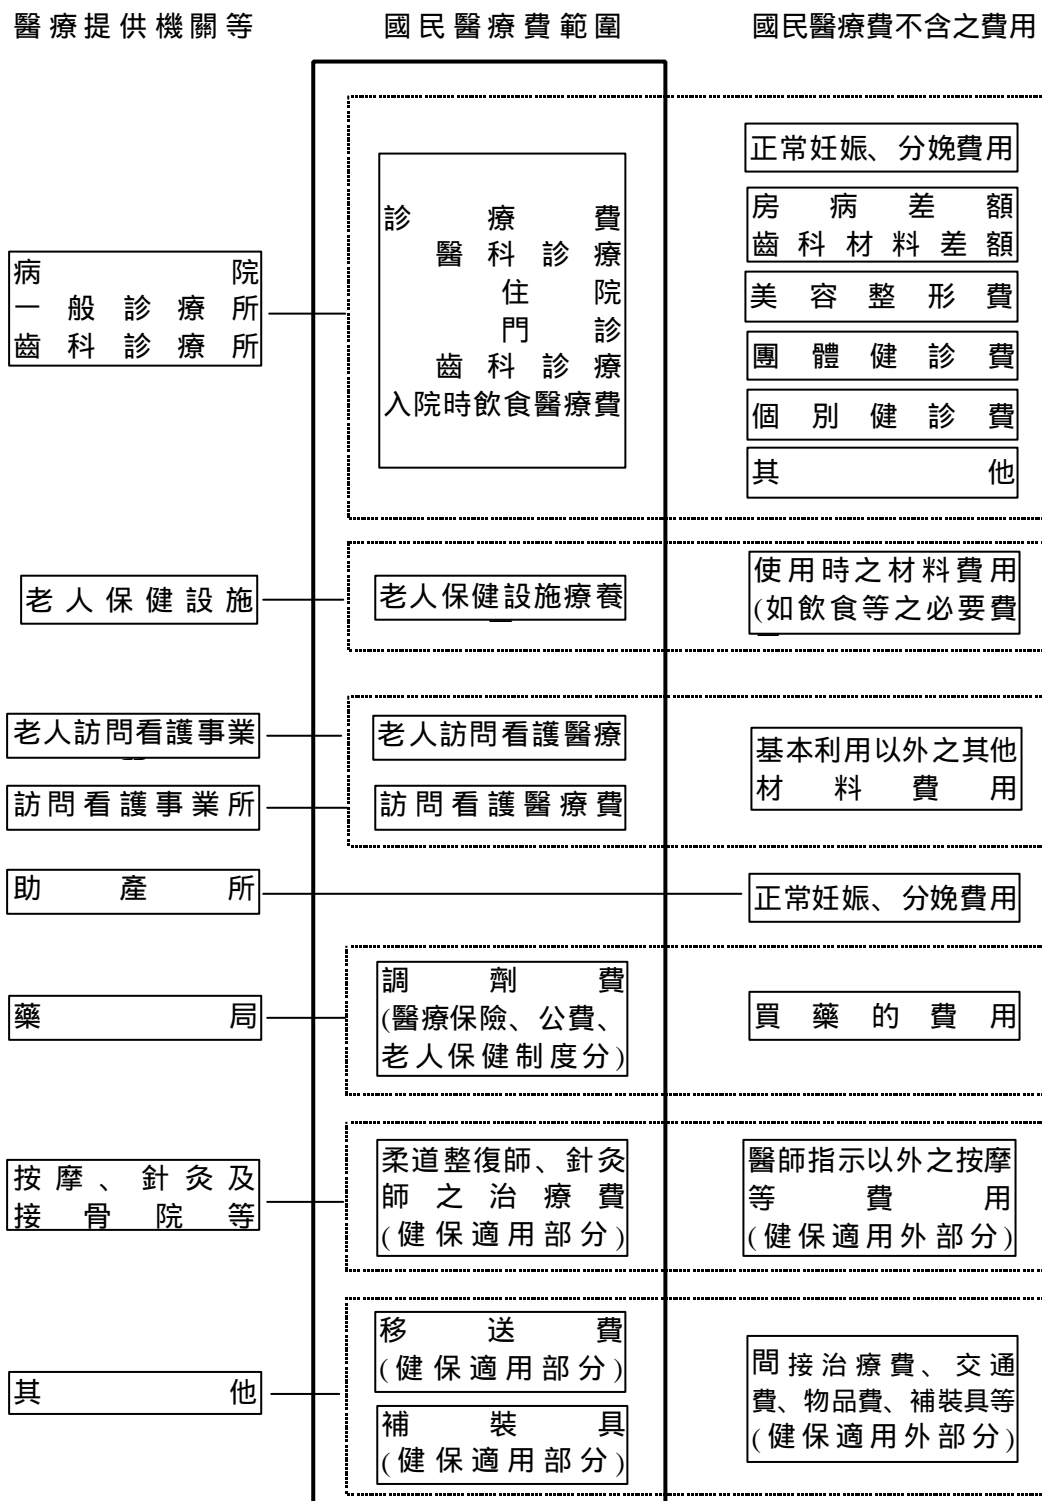 醫療提供機關等
國民醫療費範圍
國民醫療費不含之費用
病院
一般診療所
齒科診療所
診療費
醫科診療
住院
門診
齒科診療
入院時飲食醫療費
正常妊娠、分娩費用
房病差額
齒科材料差額
美容整形費
團體健診費
個別健診費
其他
老人保健設施
老人保健設施療養
使用時之材料費用
(如飲食等之必要費
老人訪問看護事業
訪問看護事業所
老人訪問看護醫療
訪問看護醫療費
基本利用以外之其他
材料費用
助產所
正常妊娠、分娩費用
藥局
調劑費
(醫療保險、公費、
老人保健制度分)
買藥的費用
按摩、針灸及
接骨院等
柔道整復師、針灸
師之治療費
(健保適用部分)
醫師指示以外之按摩
等費用
(健保適用外部分)
其他
移送費
(健保適用部分)
補裝具
(健保適用部分)
間接治療費、交通
費、物品費、補裝具等
(健保適用外部分)